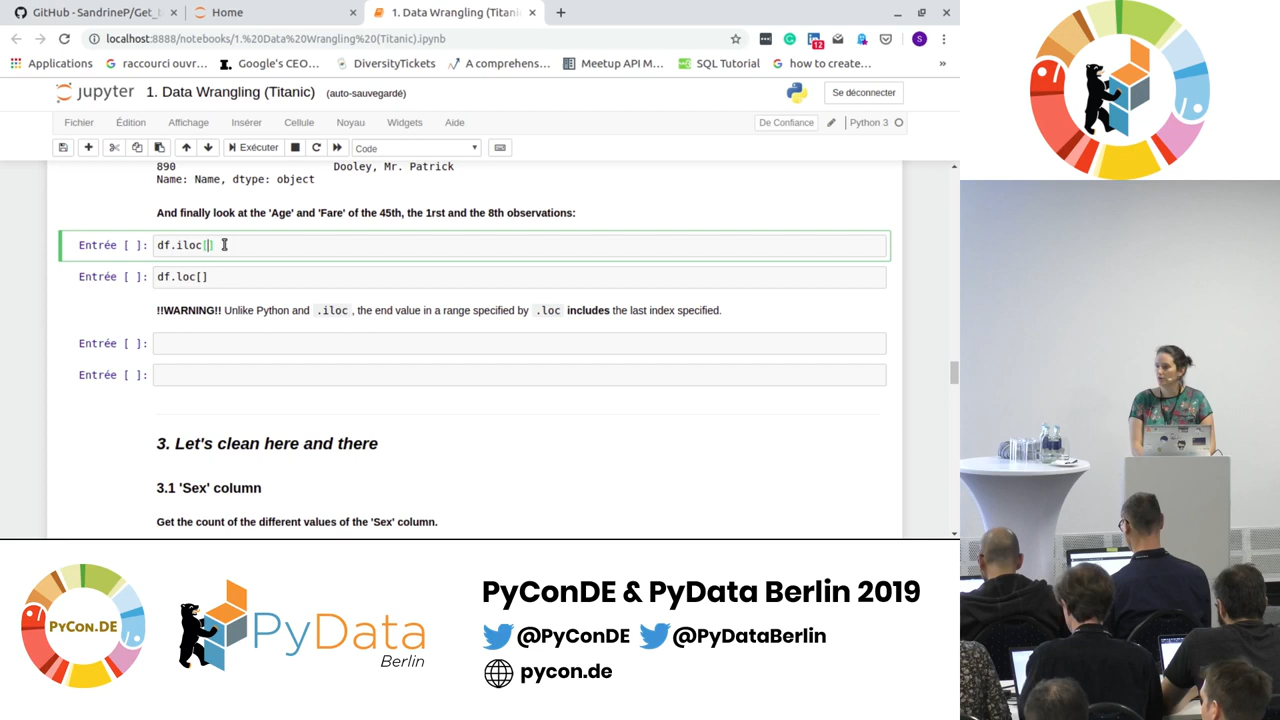 GitHub - SandrineP/Get_
Home
1. Data Wrangling (Titani
localhost:8888/notebooks/1.%20Data%20Wrangling%20(Titanic).ipynb
12
S
Applications
raccourci ouvr...
Google's CEO...
DiversityTickets
A comprehens...
Meetup API M...
SQL Tutorial
how to create...
»
jupyter 1. Data Wrangling (Titanic) (auto-sauvegardé)
Se déconnecter
Fichier Édition Affichage Insérer Cellule Noyau Widgets Aide
De Confiance
Python 3
Exécuter
Code
890 Dooley, Mr. Patrick
Name: Name, dtype: object
And finally look at the 'Age' and 'Fare' of the 45th, the 1rst and the 8th observations:
Entrée [ ]: df.iloc[]
Entrée [ ]: df.loc[]
!!WARNING!! Unlike Python and .iloc, the end value in a range specified by .loc includes the last index specified.
Entrée [ ]:
Entrée [ ]:
3. Let's clean here and there
3.1 'Sex' column
Get the count of the different values of the 'Sex' column.
PyCon.DE
PyData
Berlin
PyConDE & PyData Berlin 2019
@PyConDE @PyDataBerlin
pycon.de